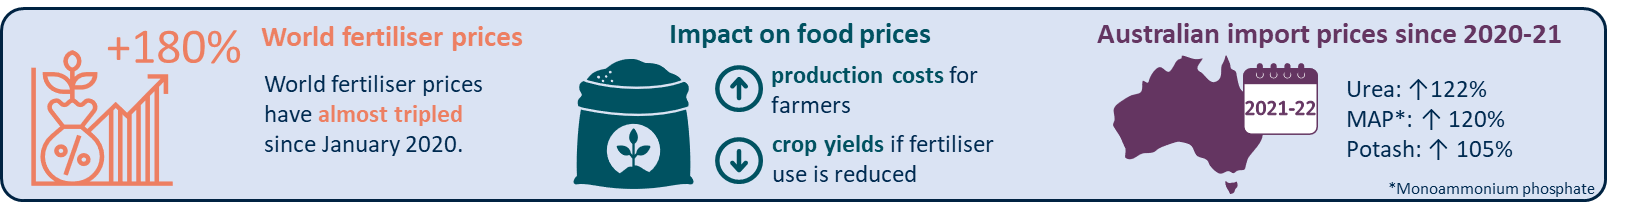 +180%
World fertiliser prices
World fertiliser prices
have almost tripled
since January 2020.
Impact on food prices
production costs for
farmers
crop yields if fertiliser
use is reduced
Australian import prices since 2020-21
2021-22
Urea: ↑122%
MAP*: ↑ 120%
Potash: ↑ 105%
*Monoammonium phosphate